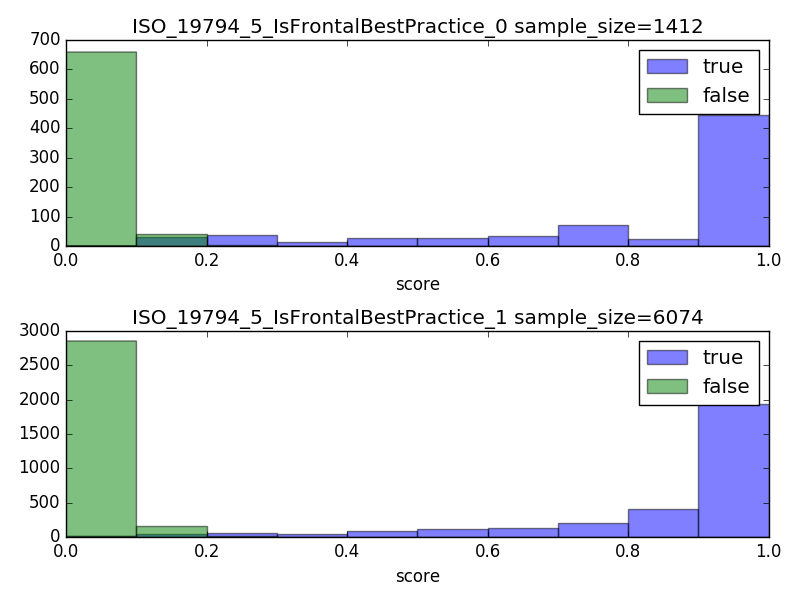 ISO_19794_5_IsFrontalBestPractice_0 sample_size=1412
700
600
500
400
300
200
100
0
true
false
0.0 0.2 0.4 0.6 0.8 1.0
score
ISO_19794_5_IsFrontalBestPractice_1 sample_size=6074
3000
2500
2000
1500
1000
500
0
true
false
0.0 0.2 0.4 0.6 0.8 1.0
score